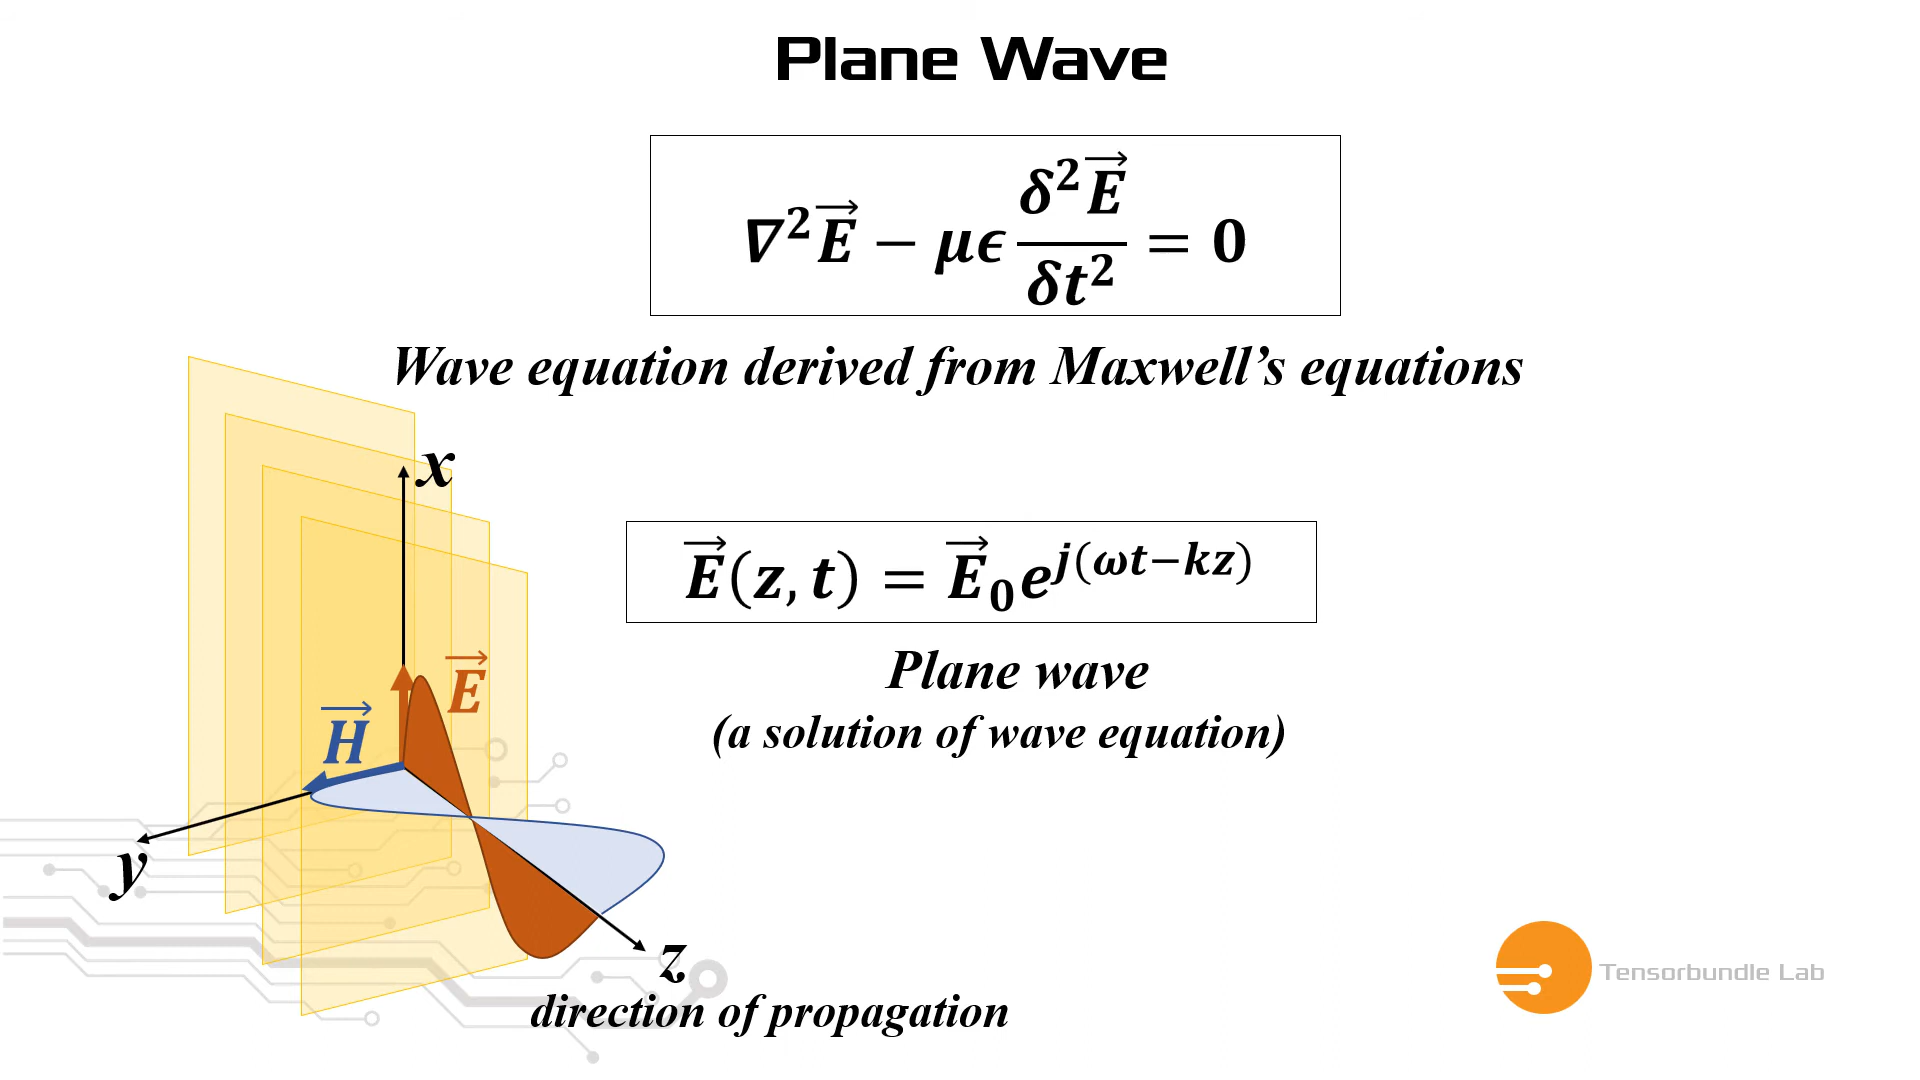 Plane Wave
∇²E⃗ − μϵ δ²E⃗/δt² = 0
Wave equation derived from Maxwell’s equations
x
E⃗(z, t) = E⃗₀e^{j(ωt−kz)}
E⃗
Plane wave
H⃗
(a solution of wave equation)
y
z
direction of propagation
Tensorbundle Lab